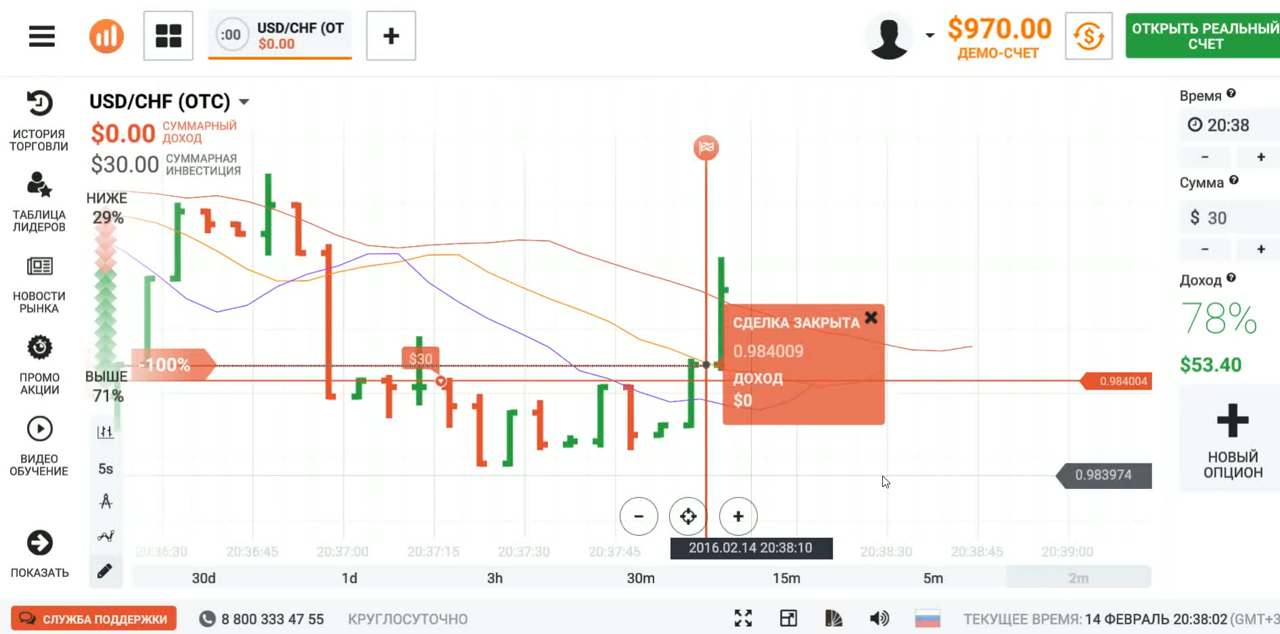 :00
USD/CHF (OT
$0.00
$970.00
ДЕМО-СЧЕТ
ОТКРЫТЬ РЕАЛЬНЫЙ
СЧЕТ
ИСТОРИЯ
ТОРГОВЛИ
ТАБЛИЦА
ЛИДЕРОВ
НОВОСТИ
РЫНКА
ПРОМО
АКЦИИ
ВИДЕО
ОБУЧЕНИЕ
ПОКАЗАТЬ
USD/CHF (OTC)
$0.00 СУММАРНЫЙ
ДОХОД
$30.00 СУММАРНАЯ
ИНВЕСТИЦИЯ
НИЖЕ
29%
-100%
ВЫШЕ
71%
5s
$30
СДЕЛКА ЗАКРЫТА
0.984009
ДОХОД
$0
0.984004
0.983974
20:36:30 20:36:45 20:37:00 20:37:15 20:37:30 20:37:45 2016.02.14 20:38:10 20:38:30 20:38:45 20:39:00
30d 1d 3h 30m 15m 5m 2m
Время
20:38
- +
Сумма
$ 30
- +
Доход
78%
$53.40
НОВЫЙ
ОПЦИОН
СЛУЖБА ПОДДЕРЖКИ 8 800 333 47 55 КРУГЛОСУТОЧНО ТЕКУЩЕЕ ВРЕМЯ: 14 ФЕВРАЛЬ 20:38:02 (GMT+3